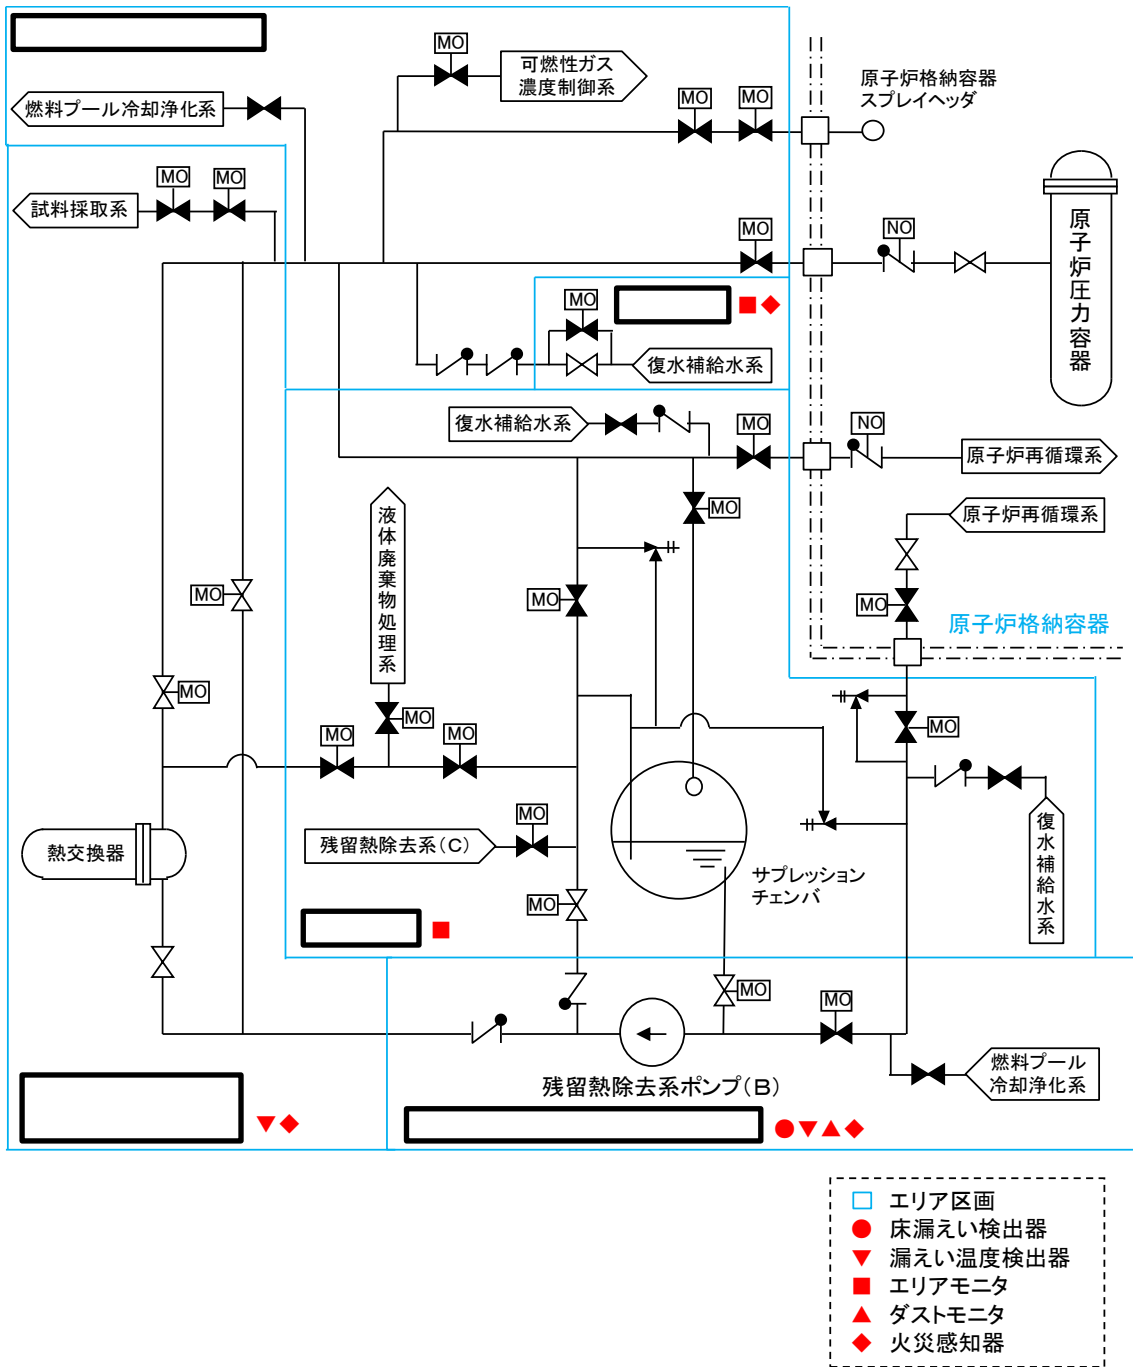 MO
可燃性ガス
濃度制御系
原子炉格納容器
スプレイヘッダ
燃料プール冷却浄化系
MO
MO
試料採取系
MO
MO
MO
NO
原子炉圧力容器
MO
復水補給水系
復水補給水系
MO
NO
原子炉再循環系
液体廃棄物処理系
MO
原子炉再循環系
MO
MO
MO
原子炉格納容器
MO
MO
MO
MO
MO
残留熱除去系(C)
MO
熱交換器
サプレッション
チェンバ
復水補給水系
MO
MO
MO
MO
残留熱除去系ポンプ(B)
燃料プール
冷却浄化系
エリア区画
床漏えい検出器
漏えい温度検出器
エリアモニタ
ダストモニタ
火災感知器